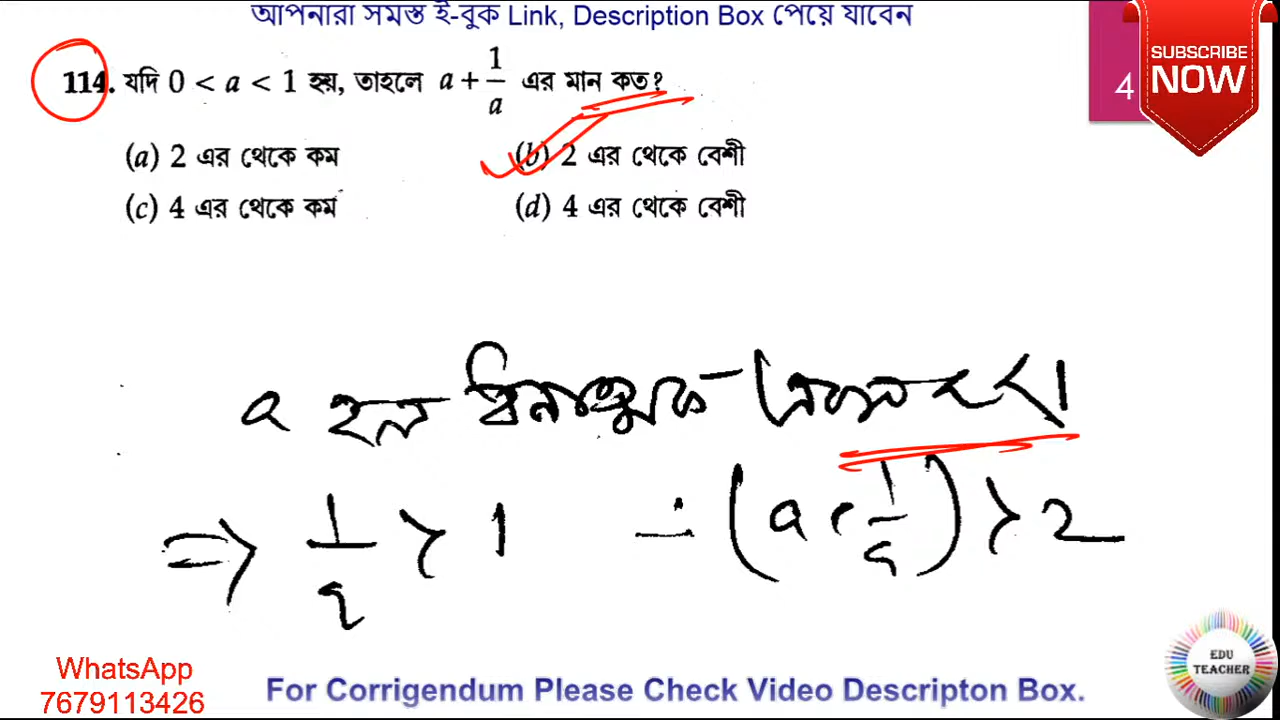 আপনারা সমস্ত ই-বুক Link, Description Box পেয়ে যাবেন
SUBSCRIBE
NOW
4
114. যদি 0 < a < 1 হয়, তাহলে a + 1/a এর মান কত?
(a) 2 এর থেকে কম (b) 2 এর থেকে বেশী
(c) 4 এর থেকে কম (d) 4 এর থেকে বেশী
a হল
⇒ 1/a > 1 ∴ (a + 1/a) > 2
EDU
TEACHER
WhatsApp
7679113426
For Corrigendum Please Check Video Descripton Box.